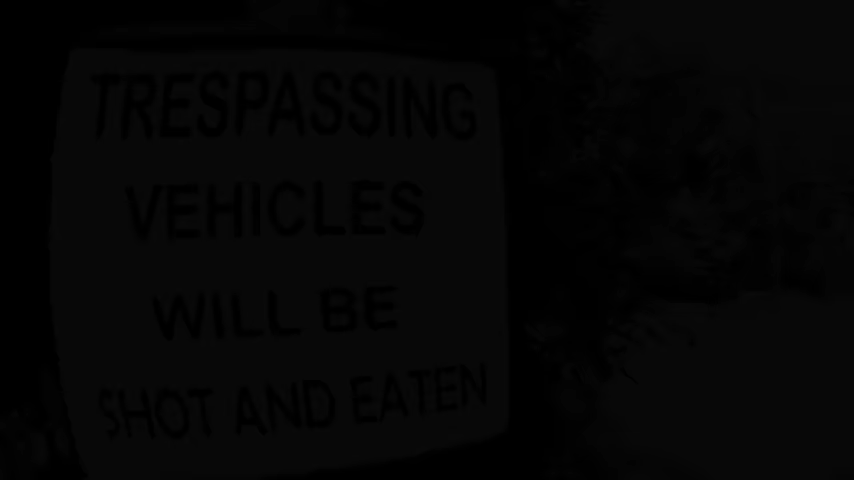 TRESPASSING
VEHICLES
WILL BE
SHOT AND EATEN